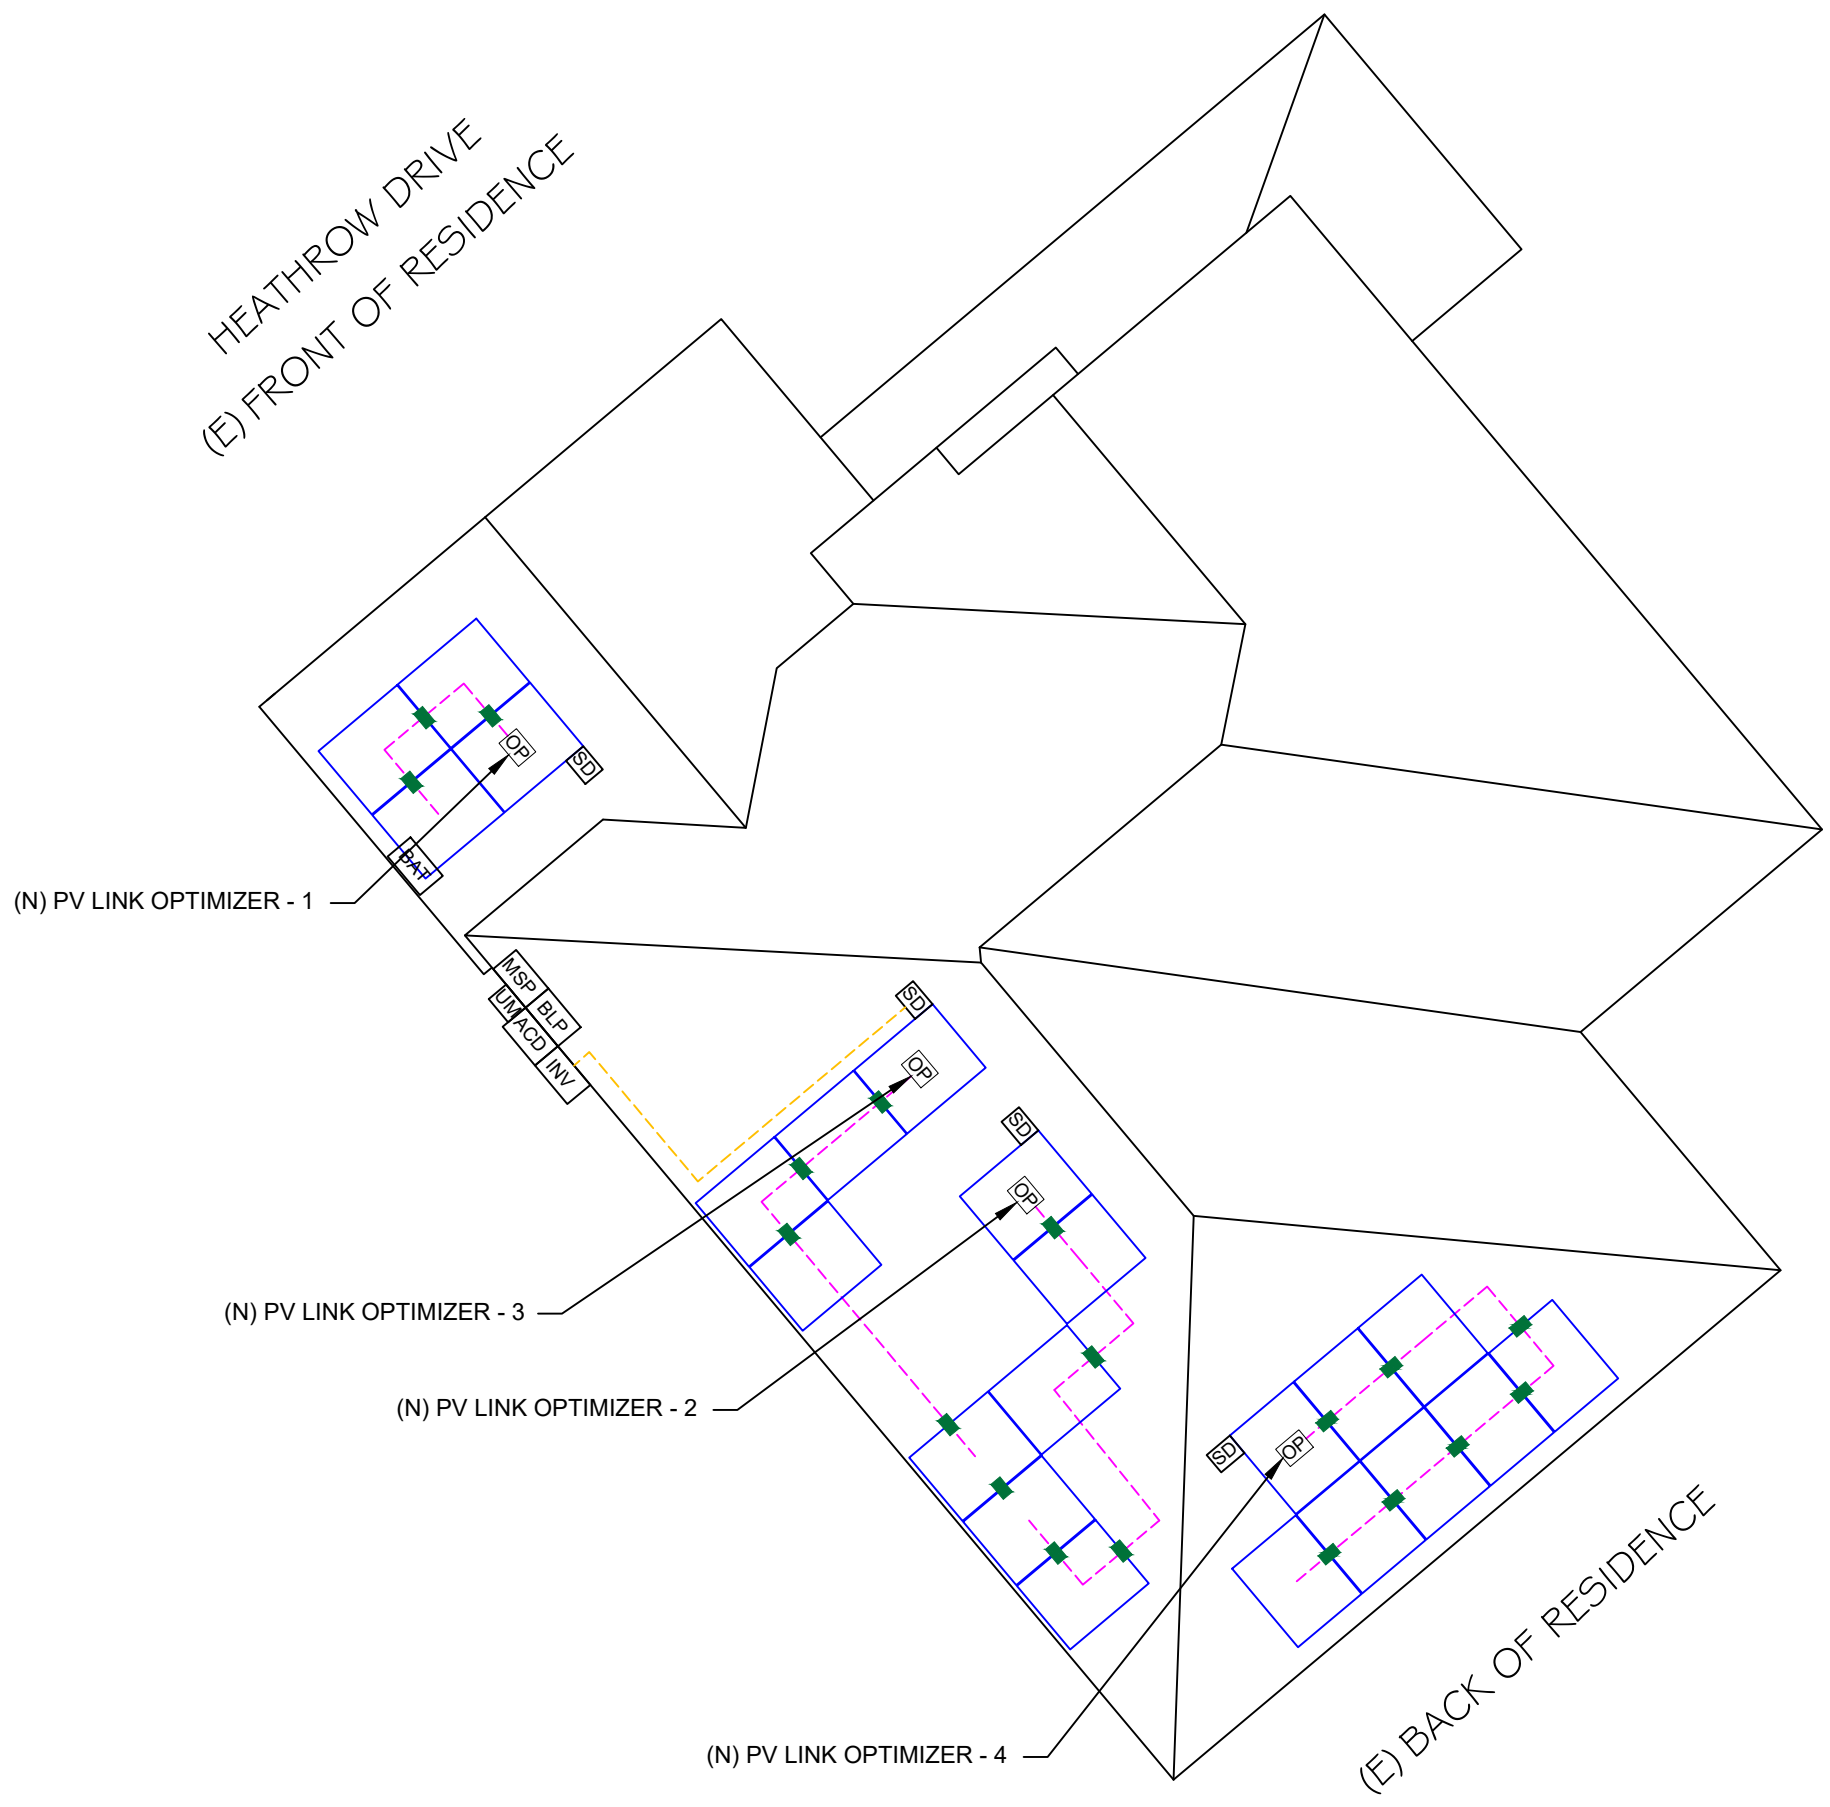 HEATHROW DRIVE
(E) FRONT OF RESIDENCE
OP
SD
BAT
(N) PV LINK OPTIMIZER - 1
MSP
BLP
UM
ACD
INV
SD
OP
SD
OP
(N) PV LINK OPTIMIZER - 3
(N) PV LINK OPTIMIZER - 2
SD
OP
(N) PV LINK OPTIMIZER - 4
(E) BACK OF RESIDENCE